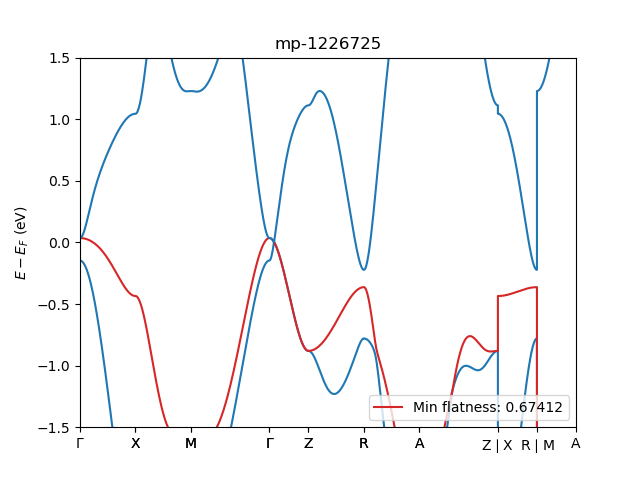 mp-1226725
E − E_F (eV)
1.5
1.0
0.5
0.0
−0.5
−1.0
−1.5
Min flatness: 0.67412
Γ X M Γ Z R A Z | X R | M A